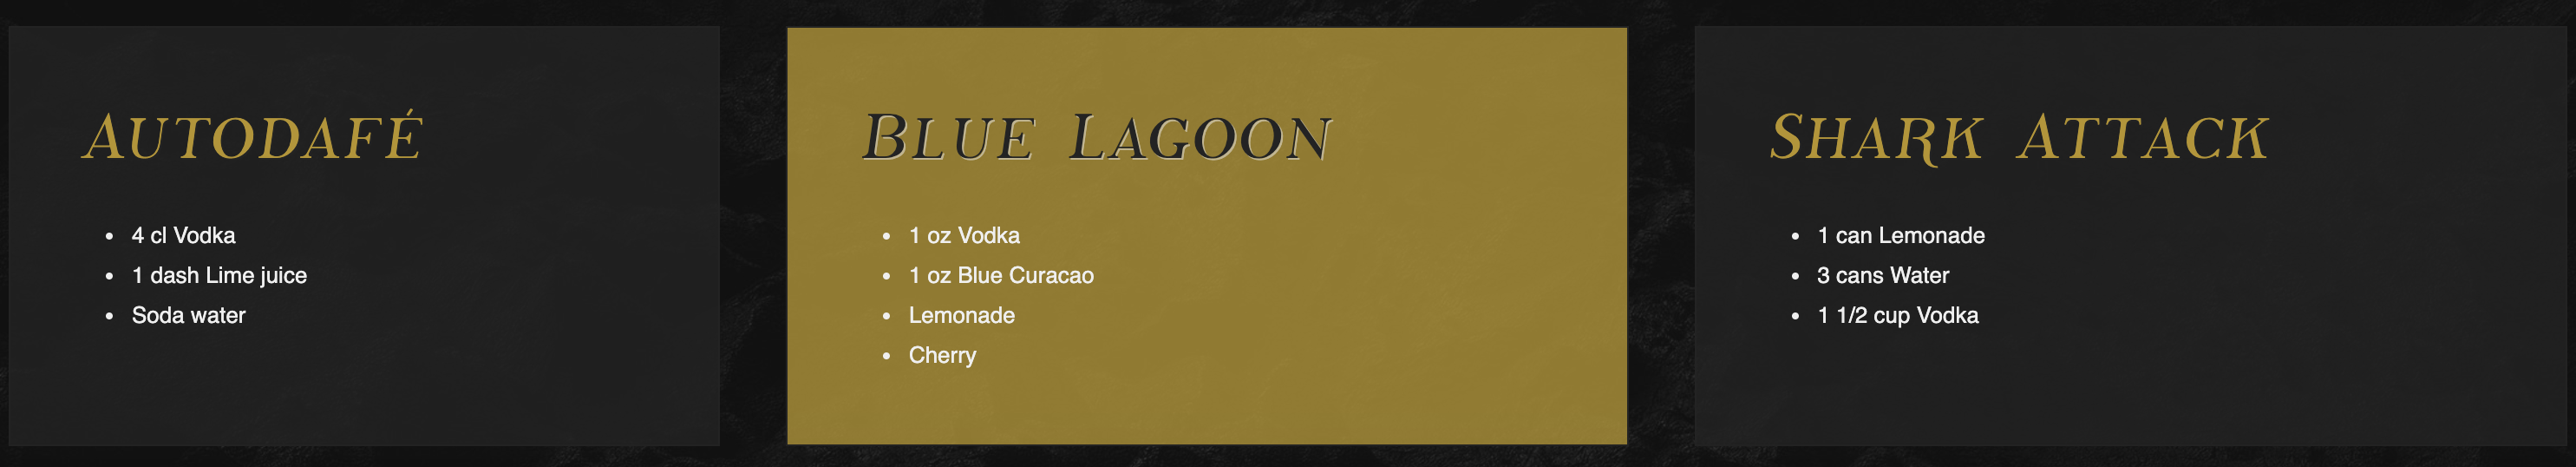 Autodafé
4 cl Vodka
1 dash Lime juice
Soda water
Blue Lagoon
1 oz Vodka
1 oz Blue Curacao
Lemonade
Cherry
Shark Attack
1 can Lemonade
3 cans Water
1 1/2 cup Vodka